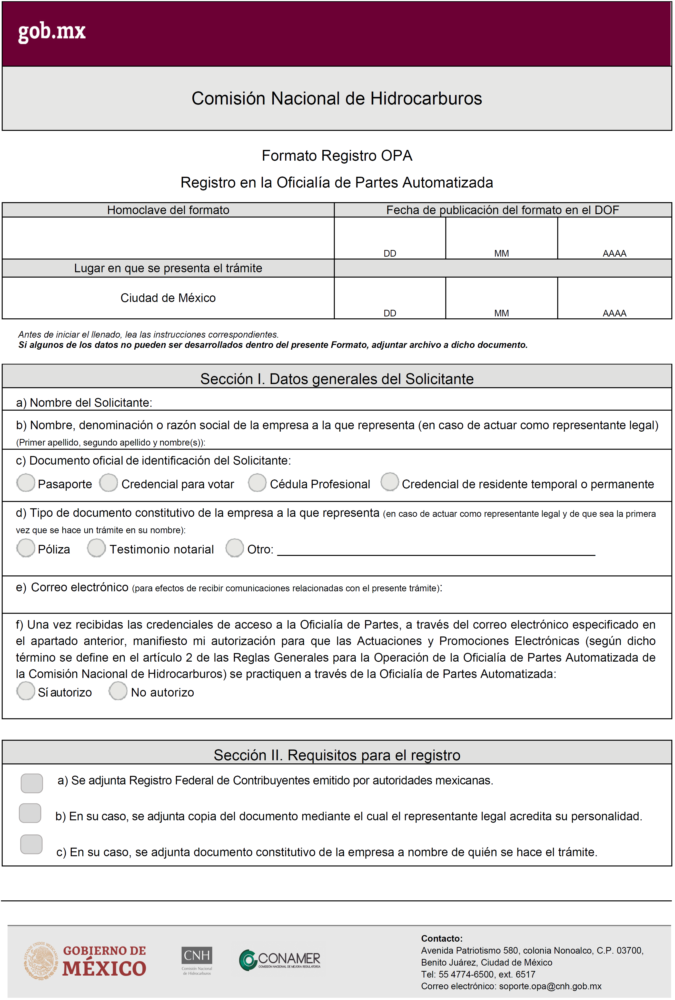 gob.mx
Comisión Nacional de Hidrocarburos
Formato Registro OPA
Registro en la Oficialía de Partes Automatizada
Homoclave del formato
Fecha de publicación del formato en el DOF
DD
MM
AAAA
Lugar en que se presenta el trámite
Ciudad de México
DD
MM
AAAA
Antes de iniciar el llenado, lea las instrucciones correspondientes.
Si algunos de los datos no pueden ser desarrollados dentro del presente Formato, adjuntar archivo a dicho documento.
Sección I. Datos generales del Solicitante
a) Nombre del Solicitante:
b) Nombre, denominación o razón social de la empresa a la que representa (en caso de actuar como representante legal)
(Primer apellido, segundo apellido y nombre(s)):
c) Documento oficial de identificación del Solicitante:
Pasaporte Credencial para votar Cédula Profesional Credencial de residente temporal o permanente
d) Tipo de documento constitutivo de la empresa a la que representa (en caso de actuar como representante legal y de que sea la primera
vez que se hace un trámite en su nombre):
Póliza Testimonio notarial Otro:
e) Correo electrónico (para efectos de recibir comunicaciones relacionadas con el presente trámite):
f) Una vez recibidas las credenciales de acceso a la Oficialía de Partes, a través del correo electrónico especificado en
el apartado anterior, manifiesto mi autorización para que las Actuaciones y Promociones Electrónicas (según dicho
término se define en el artículo 2 de las Reglas Generales para la Operación de la Oficialía de Partes Automatizada de
la Comisión Nacional de Hidrocarburos) se practiquen a través de la Oficialía de Partes Automatizada:
Sí autorizo No autorizo
Sección II. Requisitos para el registro
a) Se adjunta Registro Federal de Contribuyentes emitido por autoridades mexicanas.
b) En su caso, se adjunta copia del documento mediante el cual el representante legal acredita su personalidad.
c) En su caso, se adjunta documento constitutivo de la empresa a nombre de quién se hace el trámite.
ESTADOS UNIDOS MEXICANOS
GOBIERNO DE
MÉXICO
CNH
Comisión Nacional
de Hidrocarburos
CONAMER
COMISIÓN NACIONAL DE MEJORA REGULATORIA
Contacto:
Avenida Patriotismo 580, colonia Nonoalco, C.P. 03700,
Benito Juárez, Ciudad de México
Tel: 55 4774-6500, ext. 6517
Correo electrónico: soporte.opa@cnh.gob.mx